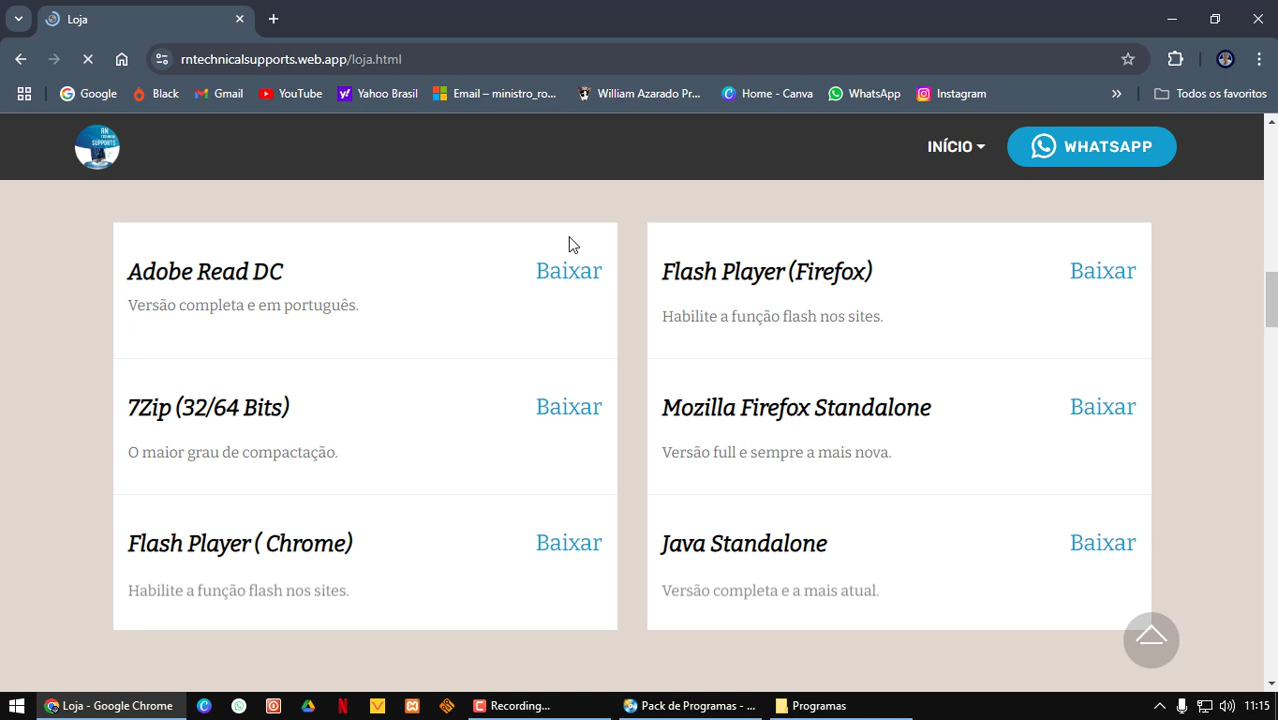 Loja
rntechnicalsupports.web.app/loja.html
Google
Black
Gmail
YouTube
Yahoo Brasil
Email – ministro_ro...
William Azarado Pr...
Home - Canva
WhatsApp
Instagram
»
Todos os favoritos
RN
SUPPORTS
INÍCIO
WHATSAPP
Adobe Read DC
Baixar
Versão completa e em português.
Flash Player (Firefox)
Baixar
Habilite a função flash nos sites.
7Zip (32/64 Bits)
Baixar
O maior grau de compactação.
Mozilla Firefox Standalone
Baixar
Versão full e sempre a mais nova.
Flash Player ( Chrome)
Baixar
Habilite a função flash nos sites.
Java Standalone
Baixar
Versão completa e a mais atual.
Loja - Google Chrome
Recording...
Pack de Programas - ...
Programas
11:15